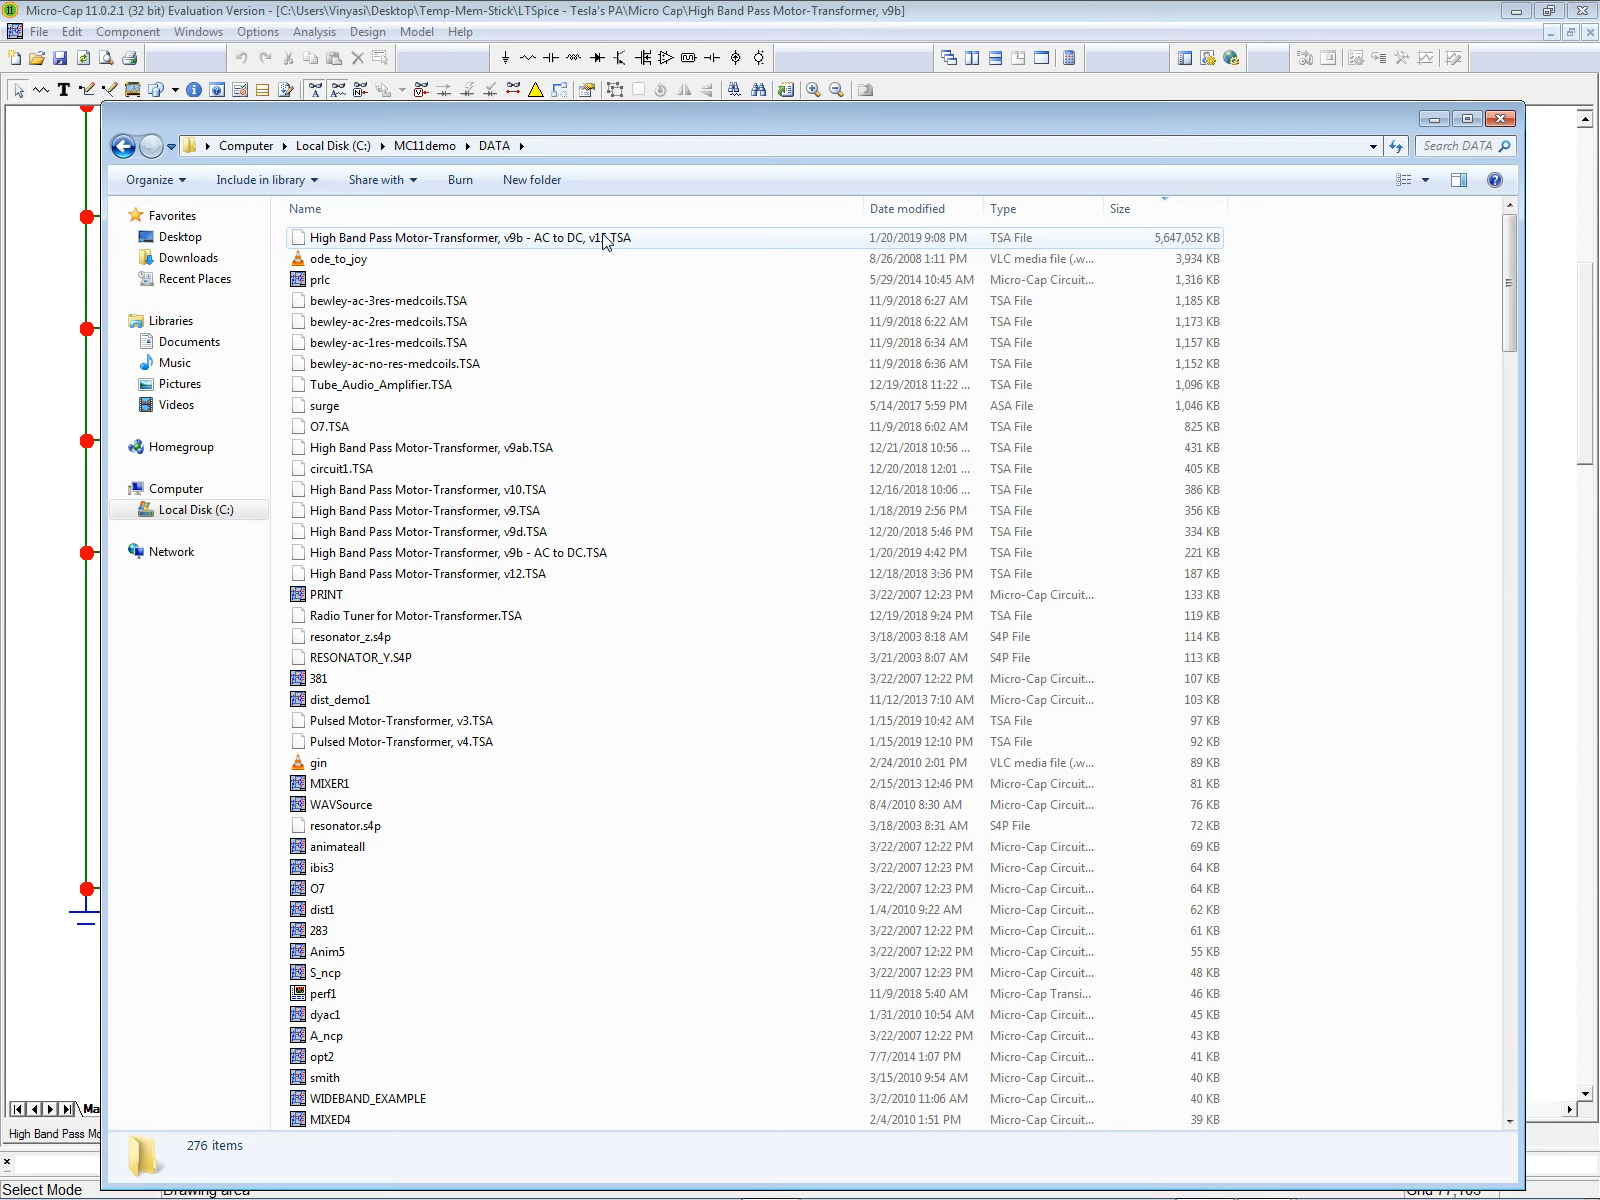 Micro-Cap 11.0.2.1 (32 bit) Evaluation Version - [C:\Users\Vinyasi\Desktop\Temp-Mem-Stick\LTSpice - Tesla's PA\Micro Cap\High Band Pass Motor-Transformer, v9b]
File Edit Component Windows Options Analysis Design Model Help
Computer Local Disk (C:) MC11demo DATA Search DATA
Organize Include in library Share with Burn New folder
Name Date modified Type Size
Favorites
Desktop
Downloads
Recent Places
Libraries
Documents
Music
Pictures
Videos
Homegroup
Computer
Local Disk (C:)
Network
High Band Pass Motor-Transformer, v9b - AC to DC, 1/20/2019 9:08 PM TSA File 5,647,052 KB
ode_to_joy 8/26/2008 1:11 PM VLC media file (.w... 3,934 KB
prlc 5/29/2014 10:45 AM Micro-Cap Circuit... 1,316 KB
bewley-ac-3res-medcoils.TSA 11/9/2018 6:27 AM TSA File 1,185 KB
bewley-ac-2res-medcoils.TSA 11/9/2018 6:22 AM TSA File 1,173 KB
bewley-ac-1res-medcoils.TSA 11/9/2018 6:34 AM TSA File 1,157 KB
bewley-ac-no-res-medcoils.TSA 11/9/2018 6:36 AM TSA File 1,152 KB
Tube_Audio_Amplifier.TSA 12/19/2018 11:22 ... TSA File 1,096 KB
surge 5/14/2017 5:59 PM ASA File 1,046 KB
O7.TSA 11/9/2018 6:02 AM TSA File 825 KB
High Band Pass Motor-Transformer, v9ab.TSA 12/21/2018 10:56 ... TSA File 431 KB
circuit1.TSA 12/20/2018 12:01 ... TSA File 405 KB
High Band Pass Motor-Transformer, v10.TSA 12/16/2018 10:06 ... TSA File 386 KB
High Band Pass Motor-Transformer, v9.TSA 1/18/2019 2:56 PM TSA File 356 KB
High Band Pass Motor-Transformer, v9d.TSA 12/20/2018 5:46 PM TSA File 334 KB
High Band Pass Motor-Transformer, v9b - AC to DC.TSA 1/20/2019 4:42 PM TSA File 221 KB
High Band Pass Motor-Transformer, v12.TSA 12/18/2018 3:36 PM TSA File 187 KB
PRINT 3/22/2007 12:23 PM Micro-Cap Circuit... 133 KB
Radio Tuner for Motor-Transformer.TSA 12/19/2018 9:24 PM TSA File 119 KB
resonator_z.s4p 3/18/2003 8:18 AM S4P File 114 KB
RESONATOR_Y.S4P 3/21/2003 8:07 AM S4P File 113 KB
381 3/22/2007 12:22 PM Micro-Cap Circuit... 107 KB
dist_demo1 11/12/2013 7:10 AM Micro-Cap Circuit... 103 KB
Pulsed Motor-Transformer, v3.TSA 1/15/2019 10:42 AM TSA File 97 KB
Pulsed Motor-Transformer, v4.TSA 1/15/2019 12:10 PM TSA File 92 KB
gin 2/24/2010 2:01 PM VLC media file (.w... 89 KB
MIXER1 2/15/2013 12:46 PM Micro-Cap Circuit... 81 KB
WAVSource 8/4/2010 8:30 AM Micro-Cap Circuit... 76 KB
resonator.s4p 3/18/2003 8:31 AM S4P File 72 KB
animateall 3/22/2007 12:22 PM Micro-Cap Circuit... 69 KB
ibis3 3/22/2007 12:23 PM Micro-Cap Circuit... 64 KB
O7 3/22/2007 12:23 PM Micro-Cap Circuit... 64 KB
dist1 1/4/2010 9:22 AM Micro-Cap Circuit... 62 KB
283 3/22/2007 12:22 PM Micro-Cap Circuit... 61 KB
Anim5 3/22/2007 12:22 PM Micro-Cap Circuit... 55 KB
S_ncp 3/22/2007 12:23 PM Micro-Cap Circuit... 48 KB
perf1 11/9/2018 5:40 AM Micro-Cap Transi... 46 KB
dyac1 1/31/2010 10:54 AM Micro-Cap Circuit... 45 KB
A_ncp 3/22/2007 12:22 PM Micro-Cap Circuit... 43 KB
opt2 7/7/2014 1:07 PM Micro-Cap Circuit... 41 KB
smith 3/15/2010 9:54 AM Micro-Cap Circuit... 40 KB
WIDEBAND_EXAMPLE 3/2/2010 11:06 AM Micro-Cap Circuit... 40 KB
MIXED4 2/4/2010 1:51 PM Micro-Cap Circuit... 39 KB
276 items
Ma
High Band Pass Mo
Select Mode Drawing area